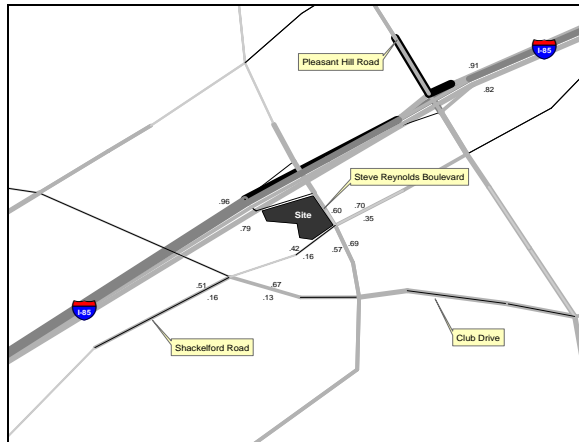 I-85
Pleasant Hill Road
.91
.82
Steve Reynolds Boulevard
.96
.79
Site
.60
.70
.35
.42
.16
.57
.69
.51
.16
.67
.13
I-85
Shackelford Road
Club Drive